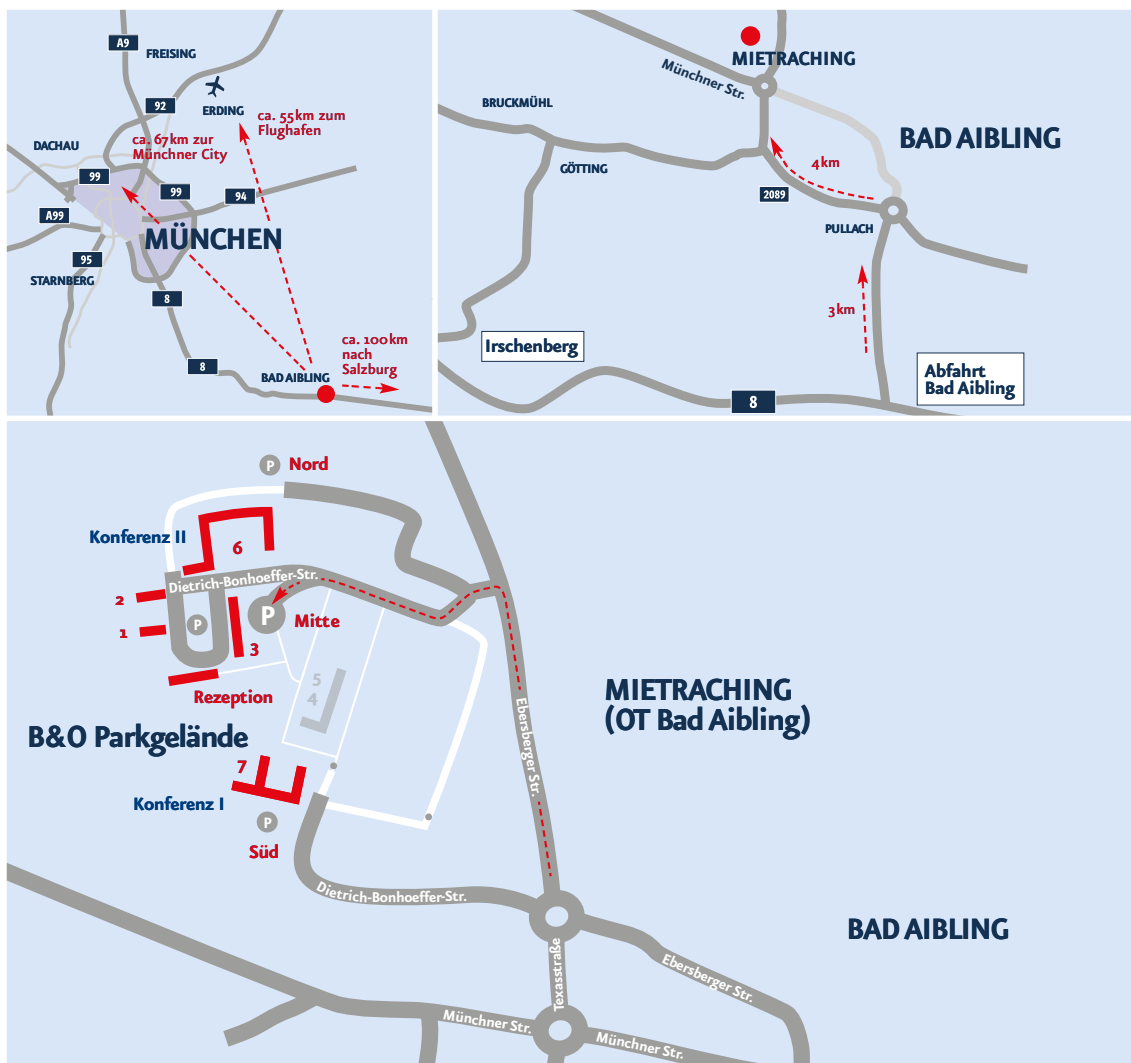 A9
FREISING
92
ERDING
ca. 55km zum
Flughafen
DACHAU
ca. 67km zur
Münchner City
99
99
94
A99
MÜNCHEN
95
STARNBERG
8
8
BAD AIBLING
ca. 100km
nach
Salzburg
MIETRACHING
Münchner Str.
BRUCKMÜHL
BAD AIBLING
GÖTTING
4km
2089
PULLACH
3km
Irschenberg
Abfahrt
Bad Aibling
8
P Nord
Konferenz II
6
Dietrich-Bonhoeffer-Str.
2
1
P
P
Mitte
3
5
4
Rezeption
MIETRACHING
(OT Bad Aibling)
Ebersberger Str.
B&O Parkgelände
7
Konferenz I
P
Süd
Dietrich-Bonhoeffer-Str.
BAD AIBLING
Texasstraße
Ebersberger Str.
Münchner Str.
Münchner Str.